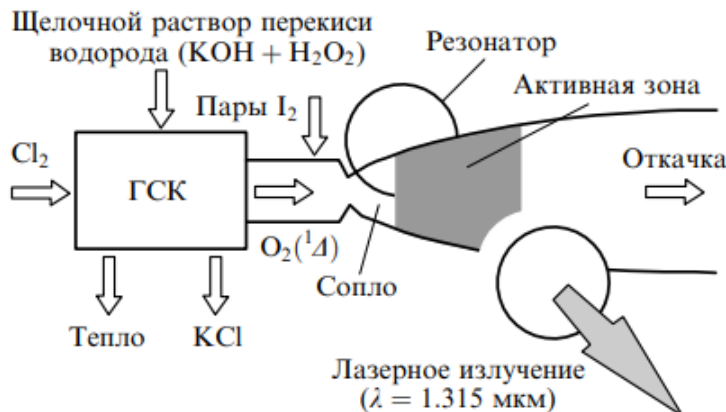 Щелочной раствор перекиси
водорода (KOH + H₂O₂)
Резонатор
Пары I₂
Активная зона
Cl₂
ГСК
Откачка
O₂(¹Δ)
Сопло
Тепло
KCl
Лазерное излучение
(λ = 1.315 мкм)